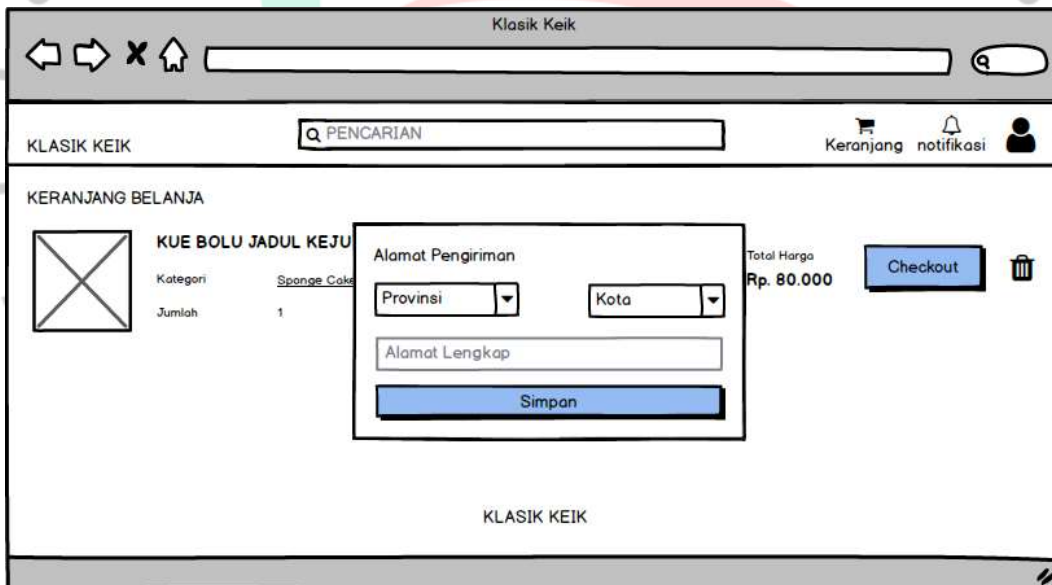 Klasik Keik
KLASIK KEIK
PENCARIAN
Keranjang
notifikasi
KERANJANG BELANJA
KUE BOLU JADUL KEJU
Kategori
Sponge Cake
Jumlah
1
Alamat Pengiriman
Provinsi
Kota
Alamat Lengkap
Simpan
Total Harga
Rp. 80.000
Checkout
KLASIK KEIK